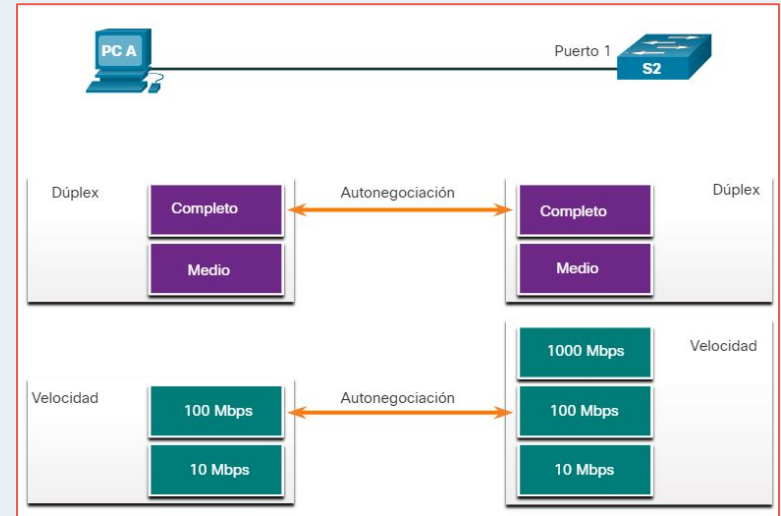 PC A
Puerto 1
S2
Dúplex
Completo
Autonegociación
Completo
Dúplex
Medio
Medio
1000 Mbps
Velocidad
Velocidad
100 Mbps
Autonegociación
100 Mbps
10 Mbps
10 Mbps